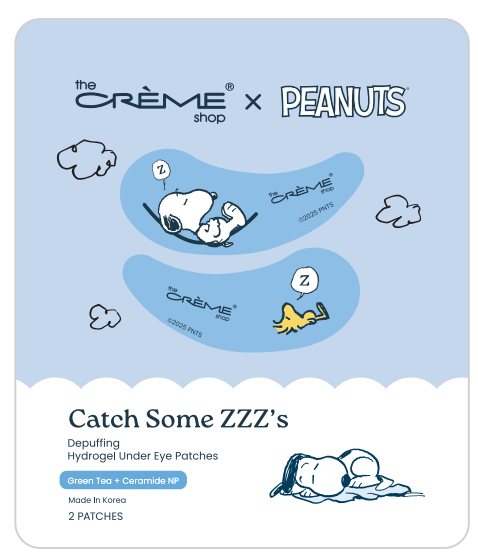 the
CRÈME®
shop
× PEANUTS®
Z
the
CRÈME®
shop
©2025 PNTS
Z
the
CRÈME®
shop
©2025 PNTS
Catch Some ZZZ's
Depuffing
Hydrogel Under Eye Patches
Green Tea + Ceramide NP
Made In Korea
2 PATCHES